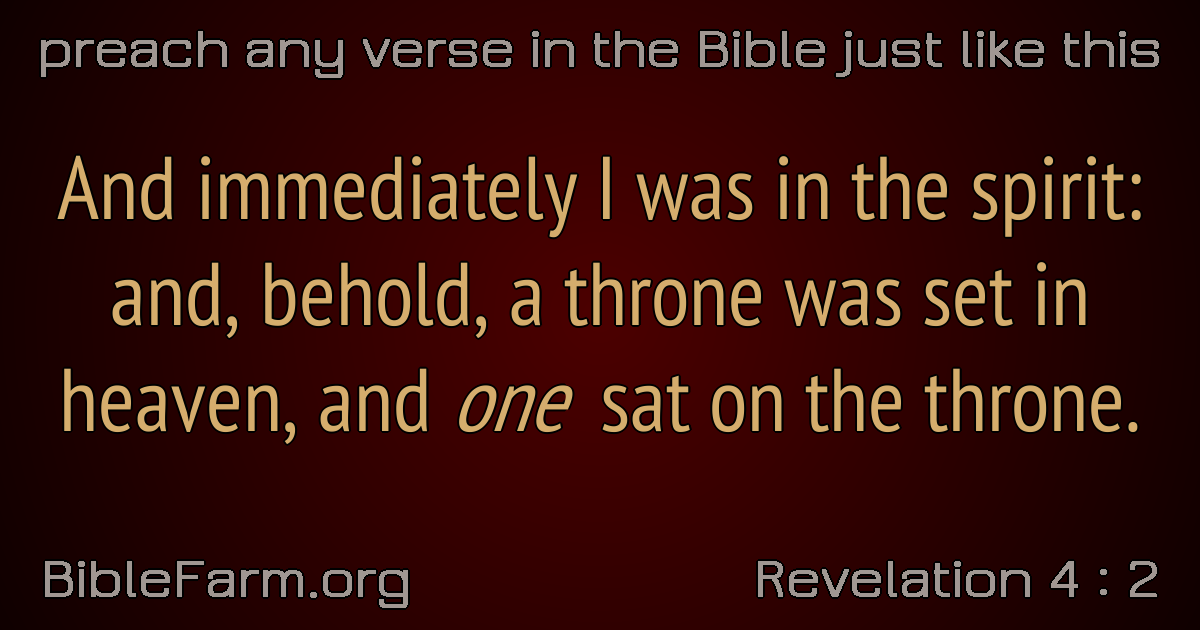 preach any verse in the Bible just like this
And immediately I was in the spirit:
and, behold, a throne was set in
heaven, and one sat on the throne.
BibleFarm.org
Revelation 4 : 2